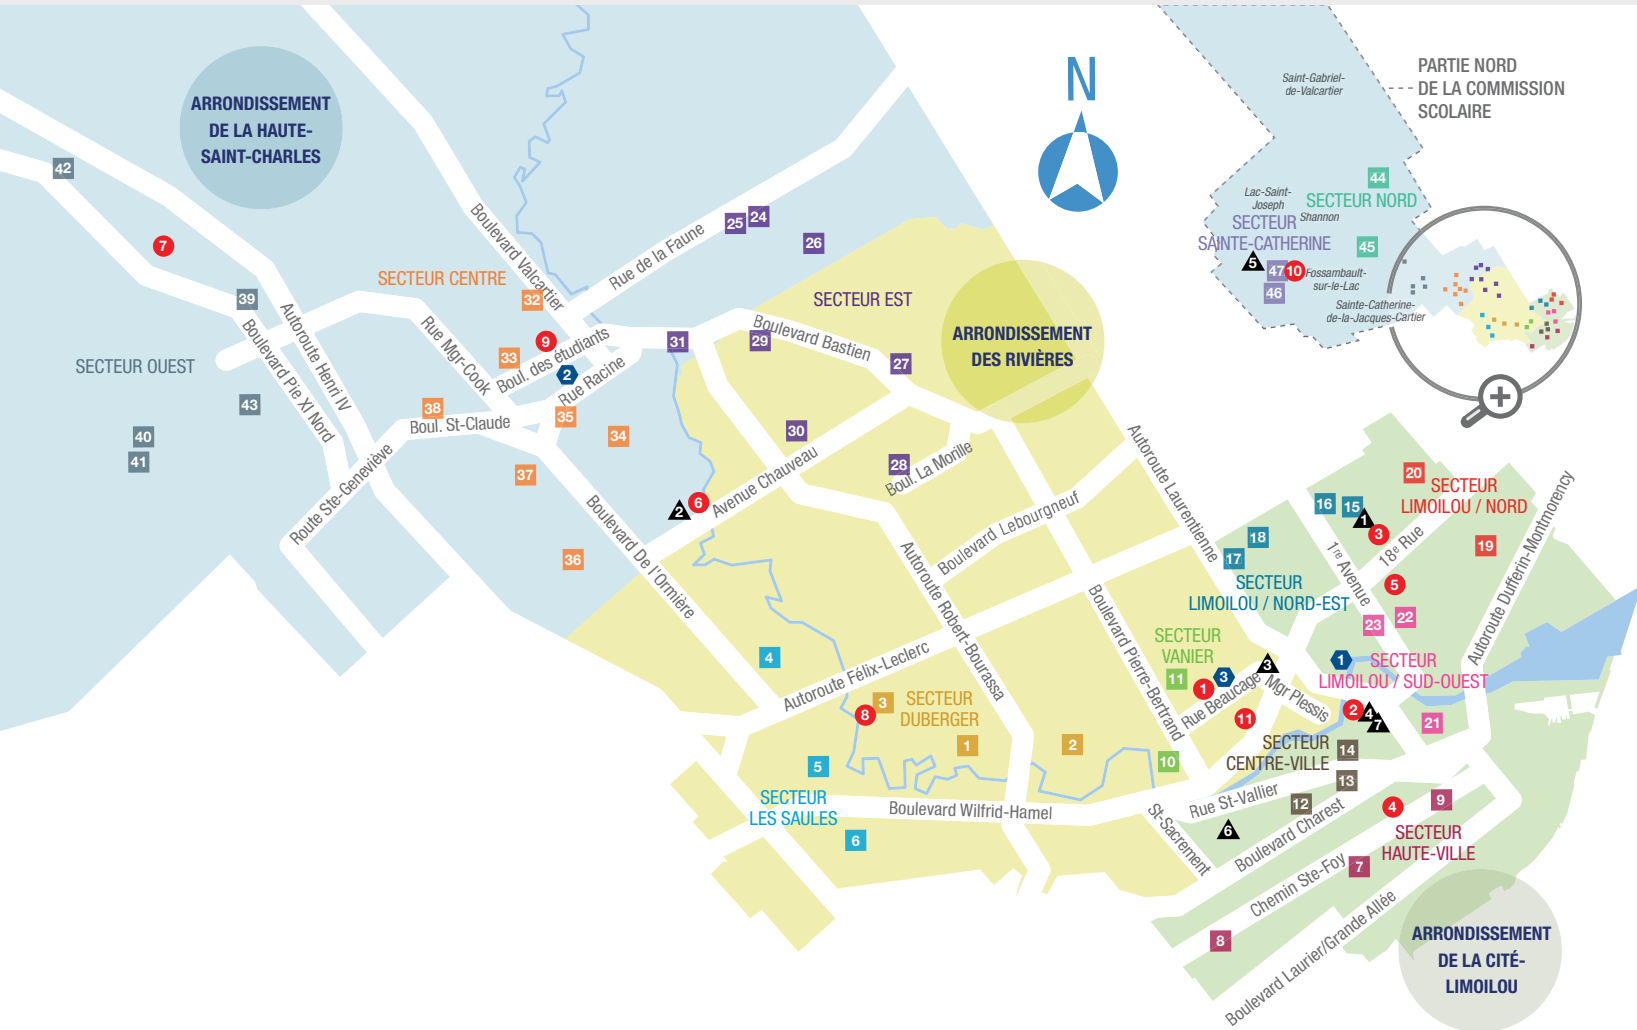 ARRONDISSEMENT
DE LA HAUTE-
SAINT-CHARLES
N
Saint-Gabriel-
de-Valcartier
PARTIE NORD
DE LA COMMISSION
SCOLAIRE
42
7
44
Lac-Saint-
Joseph
SECTEUR NORD
Shannon
SECTEUR
SAINTE-CATHERINE
45
5
47
10
46
Fossambault-
sur-le-Lac
Sainte-Catherine-
de-la-Jacques-Cartier
Boulevard Valcartier
Rue de la Faune
25
24
26
SECTEUR CENTRE
32
39
SECTEUR EST
Autoroute Henri IV
Boulevard Pie XI Nord
Rue Mgr-Cook
9
33
Boul. des étudiants
2
Rue Racine
31
29
Boulevard Bastien
27
ARRONDISSEMENT
DES RIVIÈRES
SECTEUR OUEST
43
40
41
38
Boul. St-Claude
35
34
37
30
28
Boul. La Morille
Avenue Chauveau
2
6
Route Ste-Geneviève
36
Boulevard De l'Ormière
Boulevard Lebourgneuf
Autoroute Laurentienne
Autoroute Robert-Bourassa
20
SECTEUR
LIMOILOU / NORD
16
15
1
3
18e Rue
19
18
17
1re Avenue
5
SECTEUR
LIMOILOU / NORD-EST
Autoroute Dufferin-Montmorency
23
22
4
Autoroute Félix-Leclerc
Boulevard Pierre-Bertrand
SECTEUR
VANIER
11
1
3
3
Rue Beaucage
Mgr Plessis
11
1
SECTEUR
LIMOILOU / SUD-OUEST
2
4
7
21
8
3
SECTEUR
DUBERGER
1
2
10
SECTEUR
CENTRE-VILLE
14
13
12
5
SECTEUR
LES SAULES
6
Boulevard Wilfrid-Hamel
St-Sacrement
Rue St-Vallier
6
Boulevard Charest
4
9
SECTEUR
HAUTE-VILLE
7
Chemin Ste-Foy
8
Boulevard Laurier/Grande Allée
ARRONDISSEMENT
DE LA CITÉ-
LIMOILOU